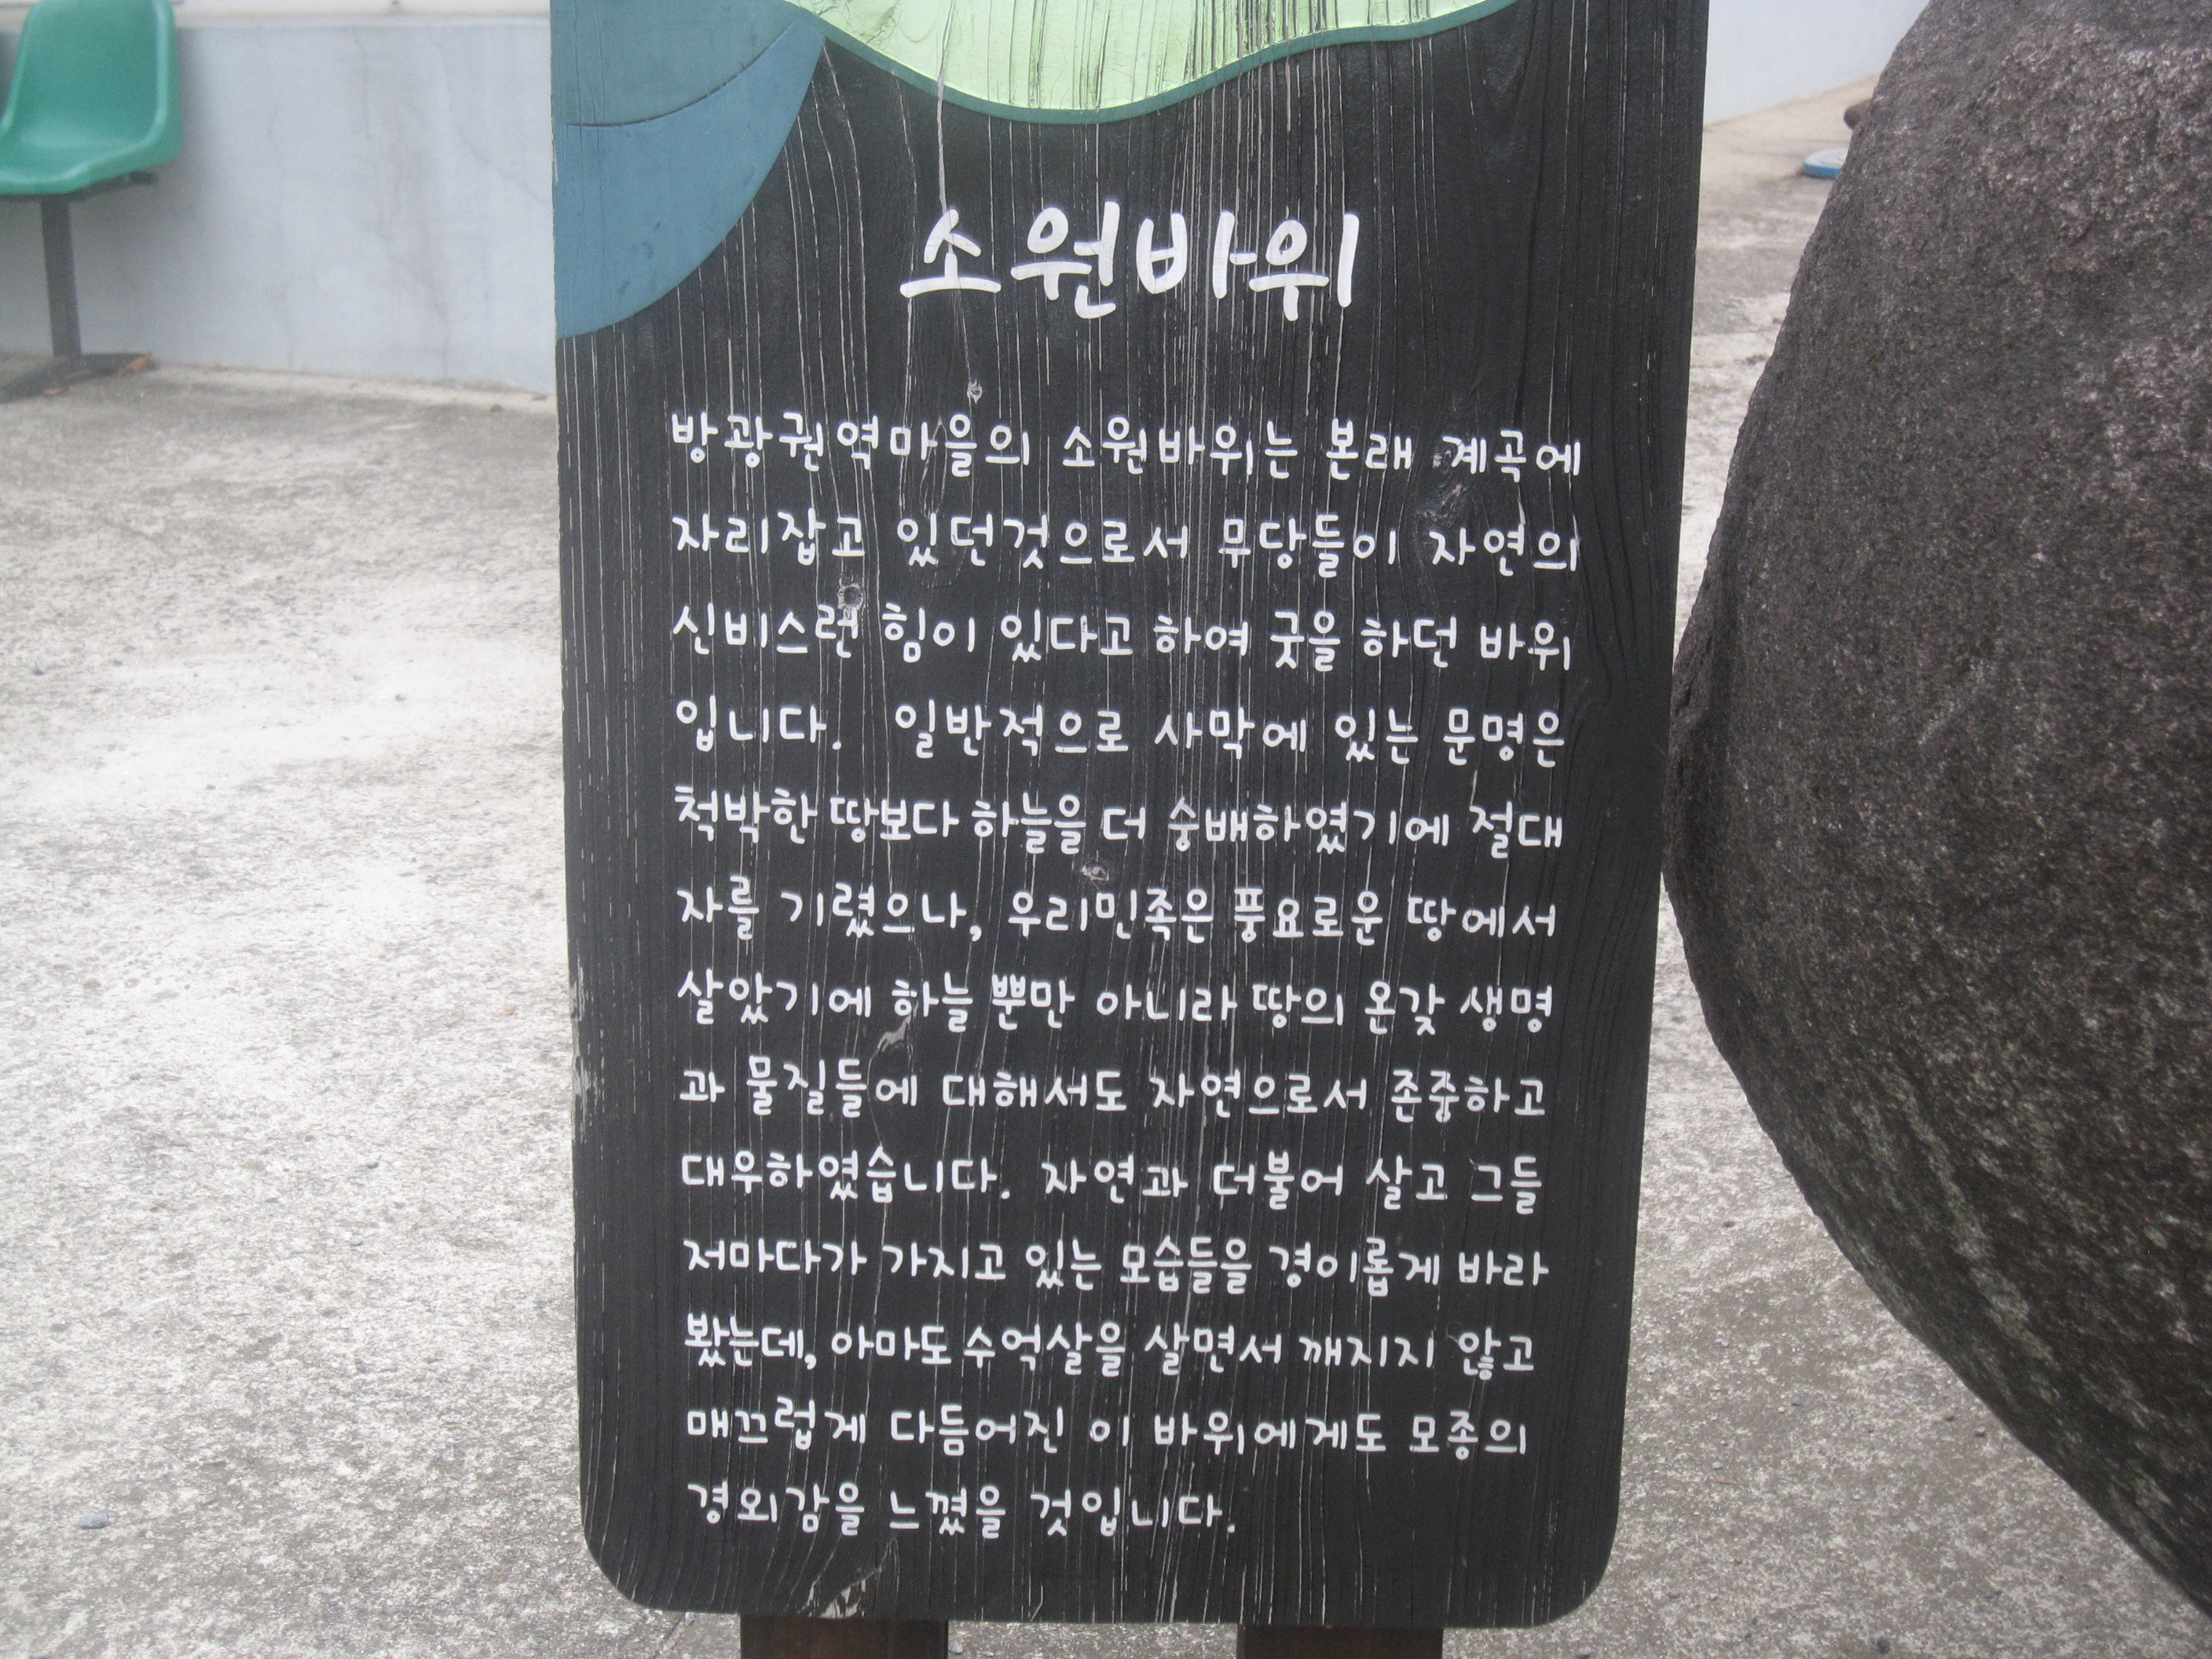 소원바위
방광권역마을의 소원바위는 본래 계곡에
자리잡고 있던것으로서 무당들이 자연의
신비스런 힘이 있다고 하여 굿을 하던 바위
입니다. 일반적으로 사막에 있는 문명은
척박한 땅보다 하늘을 더 숭배하였기에 절대
자를 기렸으나, 우리민족은 풍요로운 땅에서
살았기에 하늘 뿐만 아니라 땅의 온갖 생명
과 물질들에 대해서도 자연으로서 존중하고
대우하였습니다. 자연과 더불어 살고 그들
저마다가 가지고 있는 모습들을 경이롭게 바라
봤는데, 아마도 수억살을 살면서 깨지지 않고
매끄럽게 다듬어진 이 바위에게도 모종의
경외감을 느꼈을 것입니다.